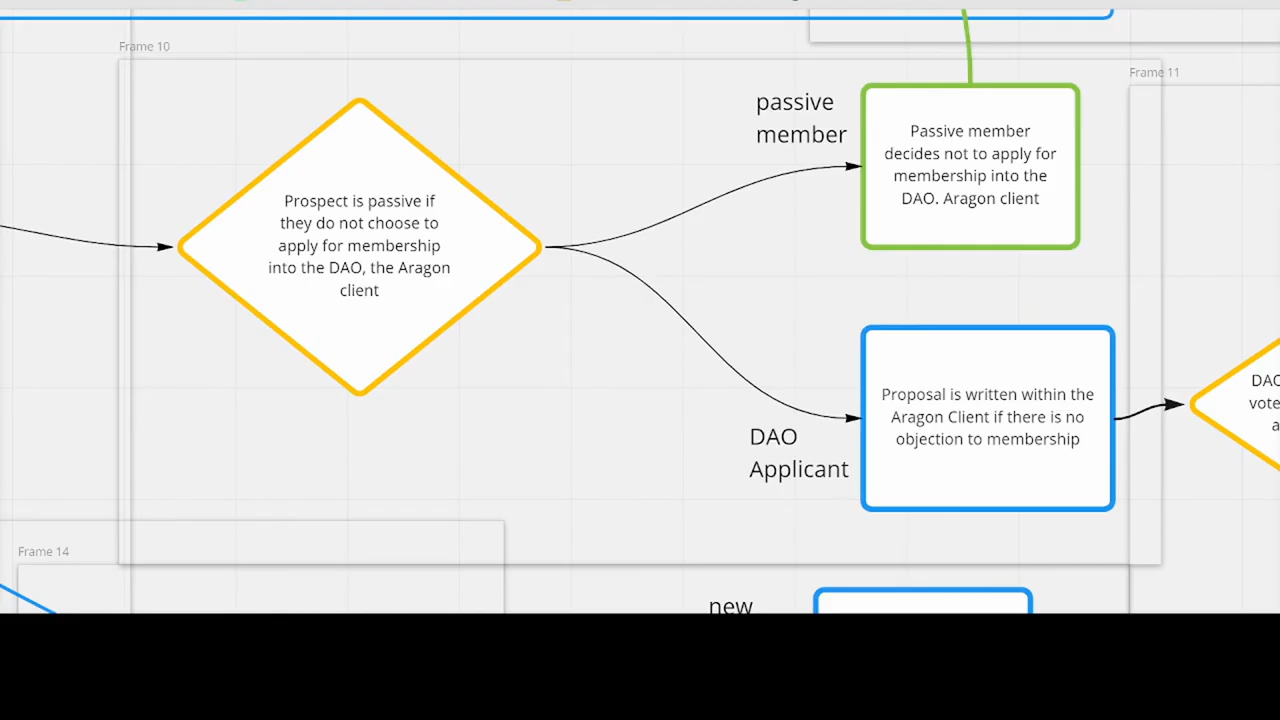 Frame 10
Frame 11
passive
member
Passive member
decides not to apply for
membership into the
DAO. Aragon client
Prospect is passive if
they do not choose to
apply for membership
into the DAO, the Aragon
client
Proposal is written within the
Aragon Client if there is no
objection to membership
DAO
vote
a
DAO
Applicant
Frame 14
new